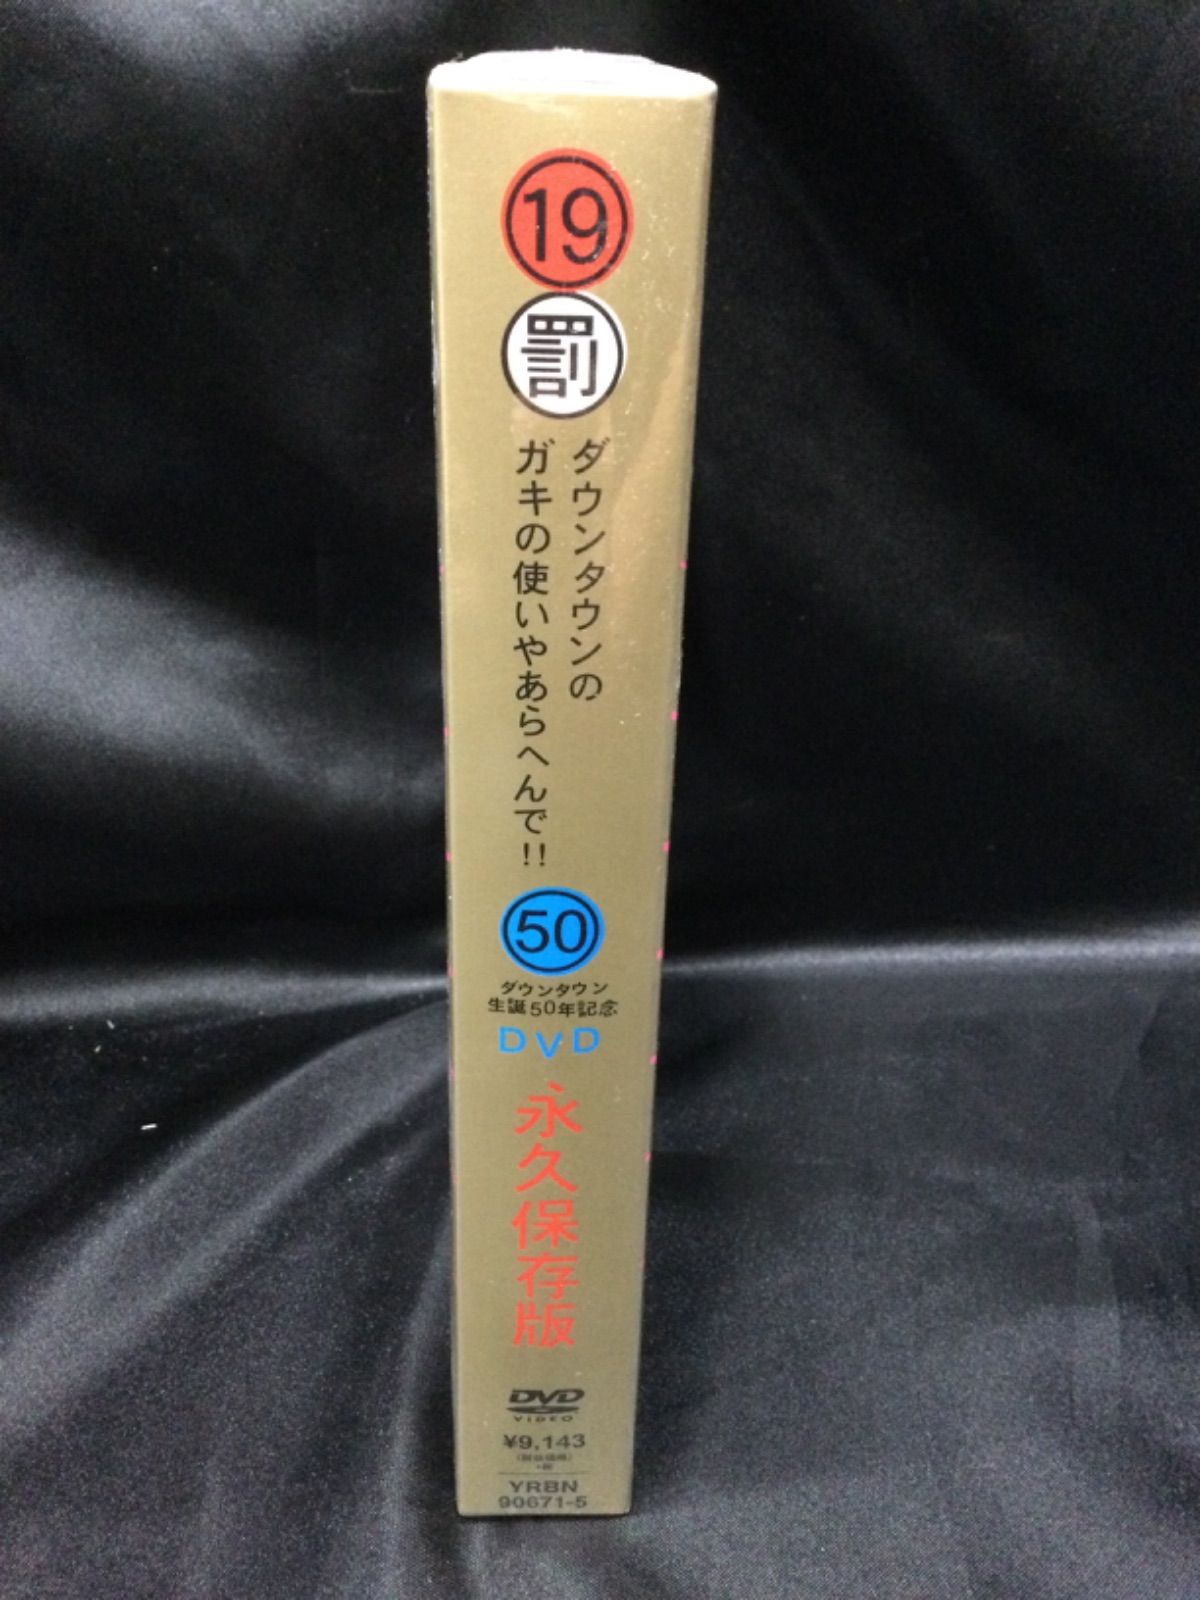 19
罰
ダウンタウンの
ガキの使いやあらへんで!!
50
ダウンタウン
生誕50年記念
DVD
永久保存版
DVD
VIDEO
¥9,143
YRBN
90671-5